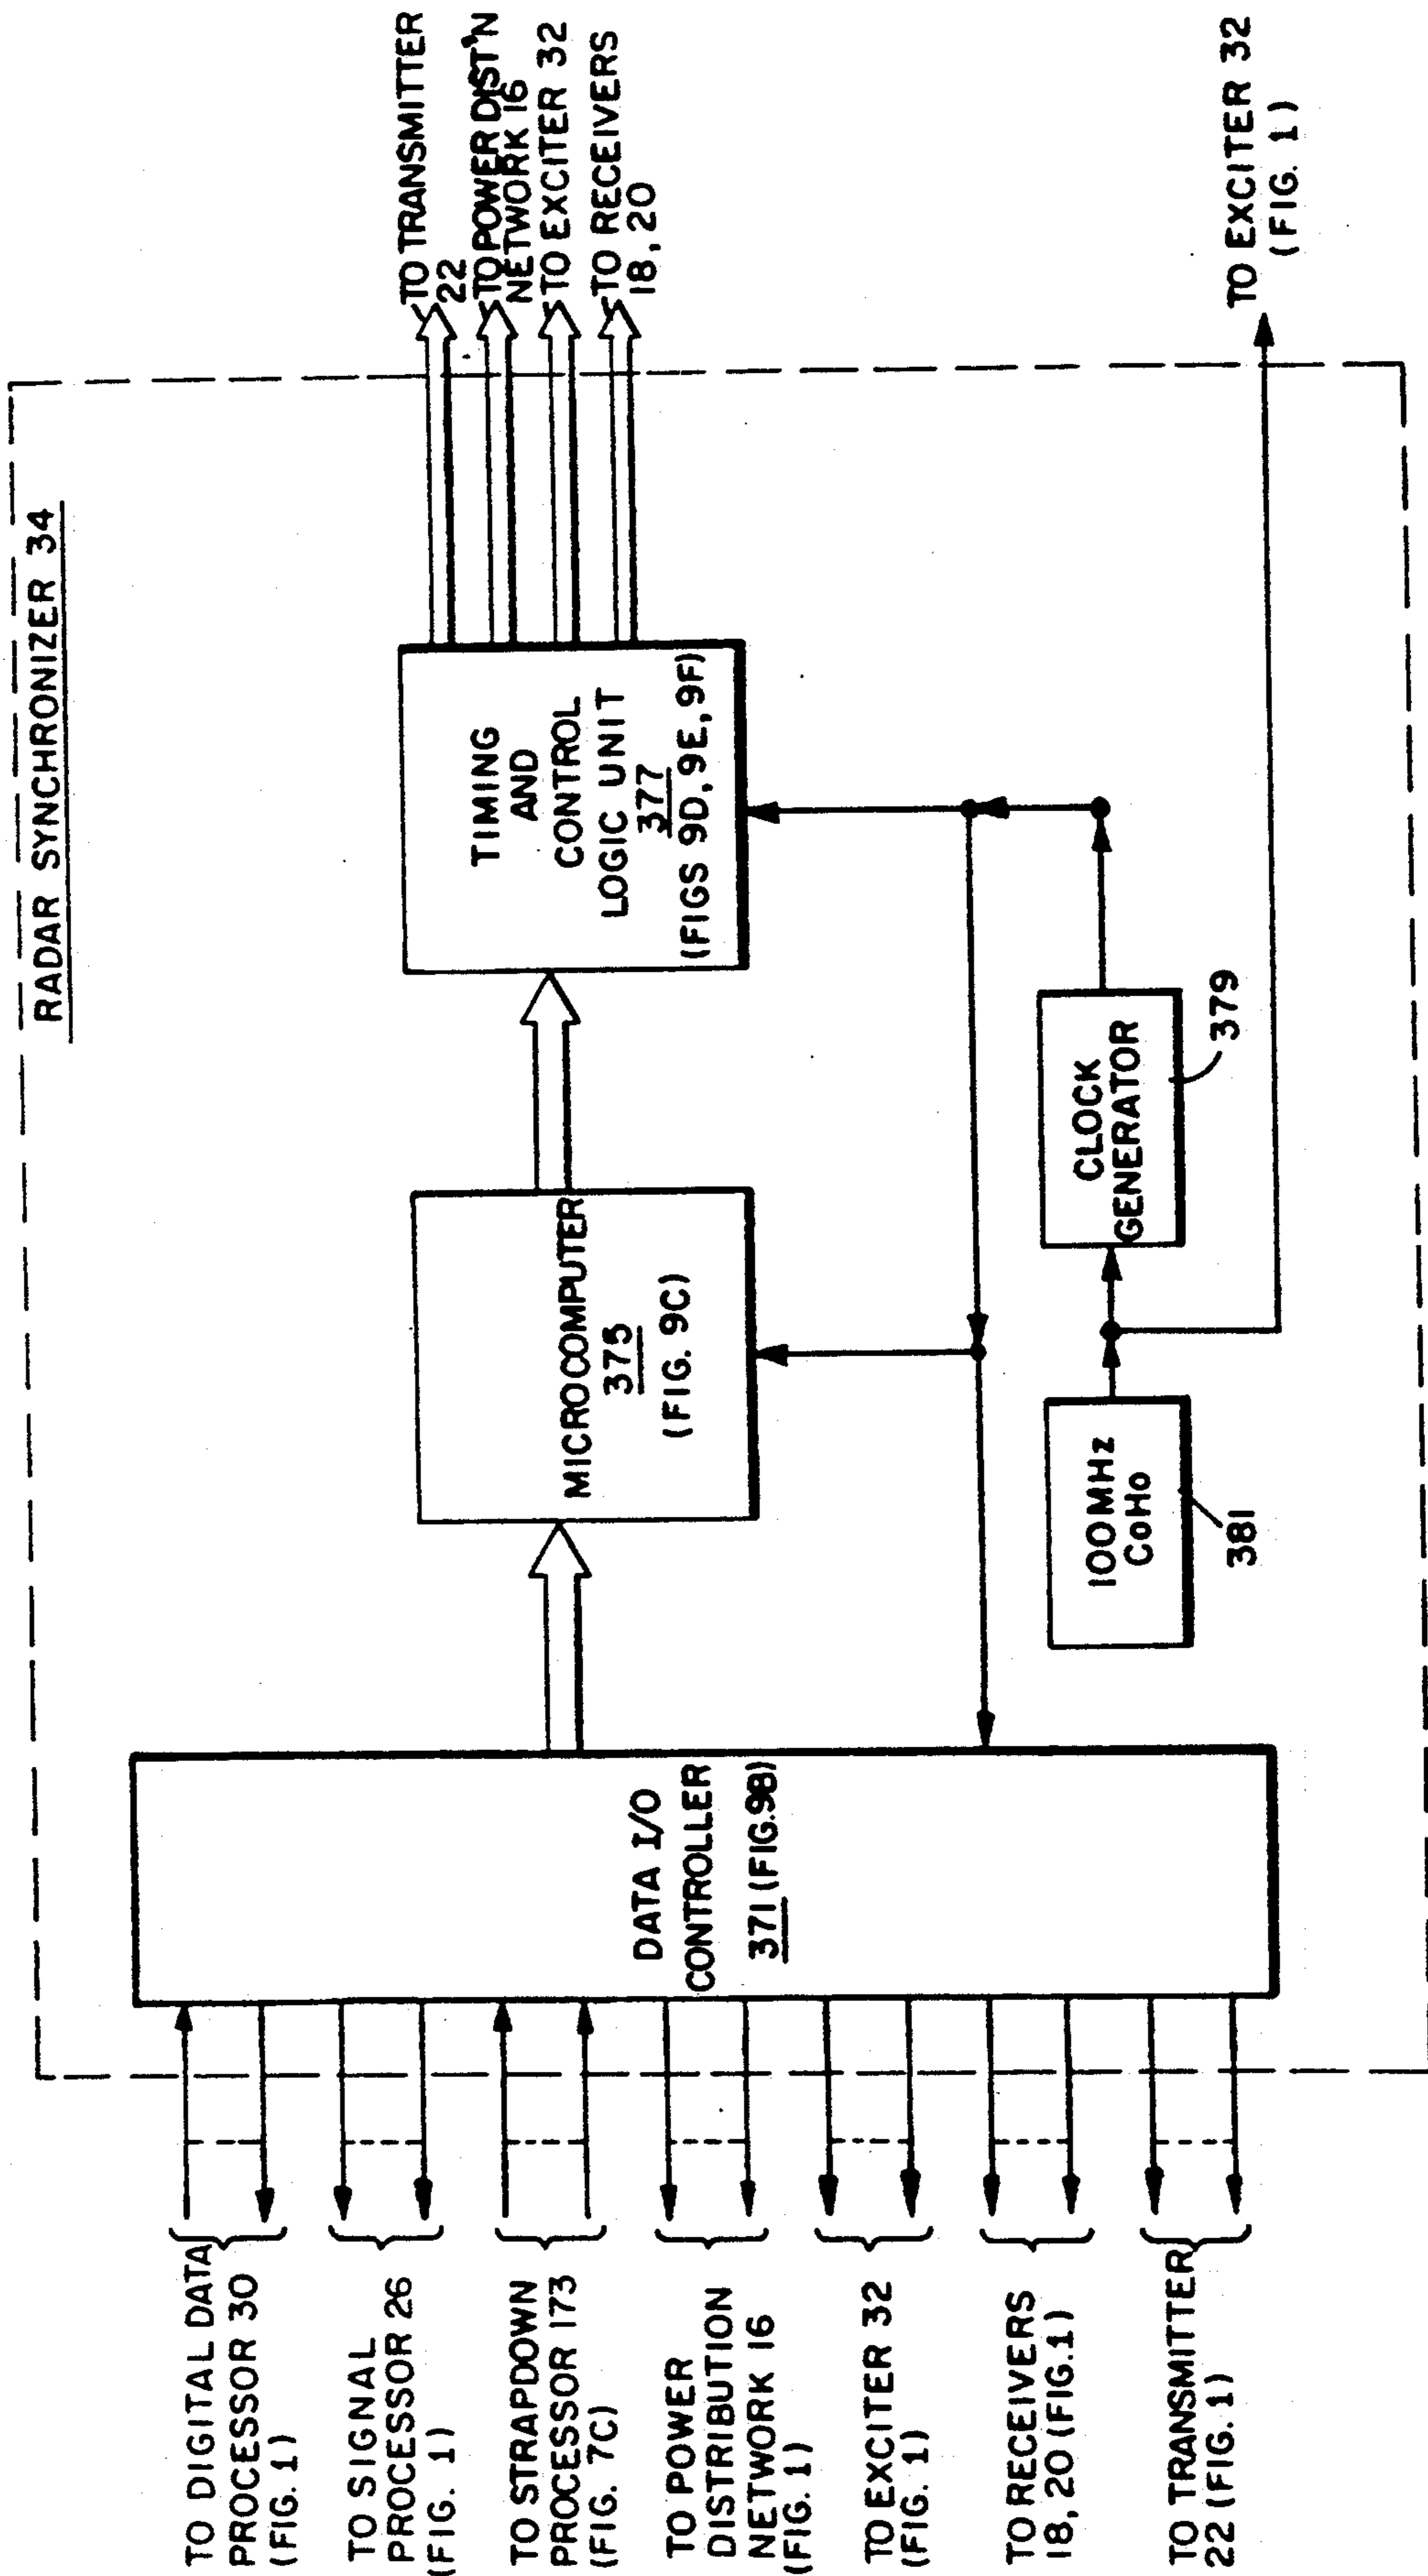 RADAR SYNCHRONIZER 34
TO DIGITAL DATA
PROCESSOR 30
(FIG. 1)
TO SIGNAL
PROCESSOR 26
(FIG. 1)
TO STRAPDOWN
PROCESSOR 173
(FIG. 7C)
TO POWER
DISTRIBUTION
NETWORK 16
(FIG. 1)
TO EXCITER 32
(FIG. 1)
TO RECEIVERS
18, 20 (FIG.1)
TO TRANSMITTER
22 (FIG. 1)
DATA I/O
CONTROLLER
371 (FIG.9B)
MICROCOMPUTER
375
(FIG. 9C)
TIMING
AND
CONTROL
LOGIC UNIT
377
(FIGS 9D, 9E, 9F)
100MHz
CoHo
381
CLOCK
GENERATOR
379
TO TRANSMITTER
22
TO POWER DIST'N
NETWORK 16
TO EXCITER 32
TO RECEIVERS
18, 20
TO EXCITER 32
(FIG. 1)